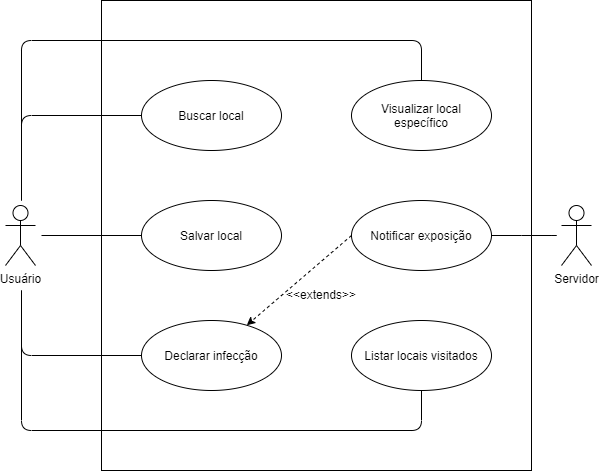 Buscar local
Visualizar local
específico
Salvar local
Notificar exposição
Usuário
Servidor
<<extends>>
Declarar infecção
Listar locais visitados